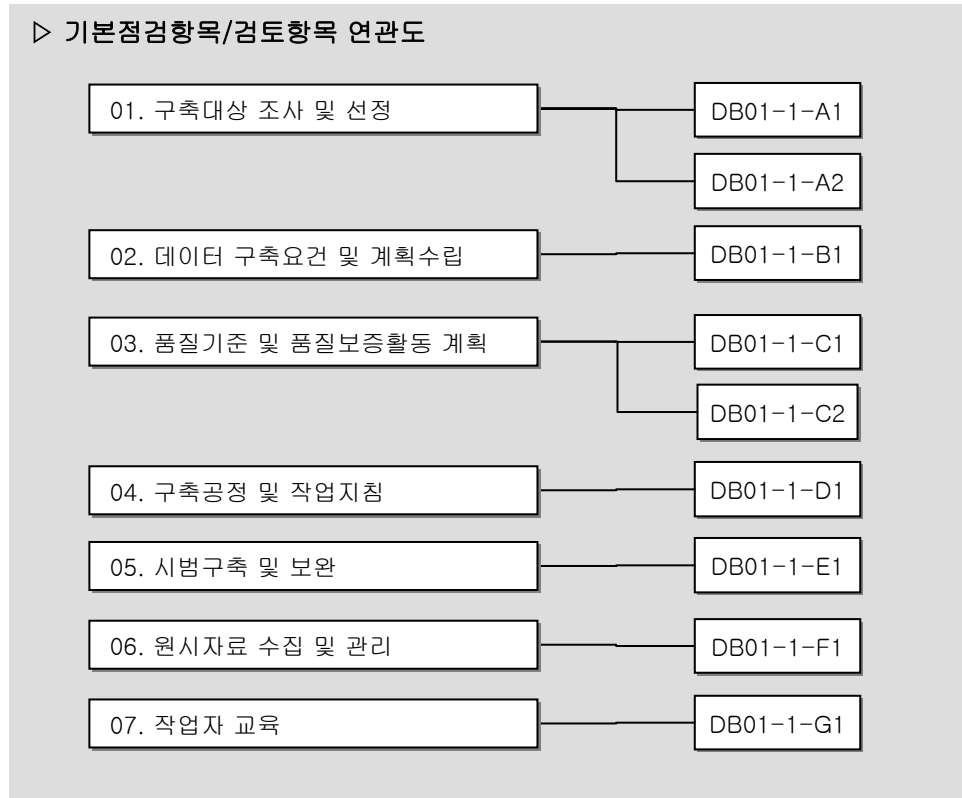 ▷ 기본점검항목/검토항목 연관도
01. 구축대상 조사 및 선정
DB01-1-A1
DB01-1-A2
02. 데이터 구축요건 및 계획수립
DB01-1-B1
03. 품질기준 및 품질보증활동 계획
DB01-1-C1
DB01-1-C2
04. 구축공정 및 작업지침
DB01-1-D1
05. 시범구축 및 보완
DB01-1-E1
06. 원시자료 수집 및 관리
DB01-1-F1
07. 작업자 교육
DB01-1-G1